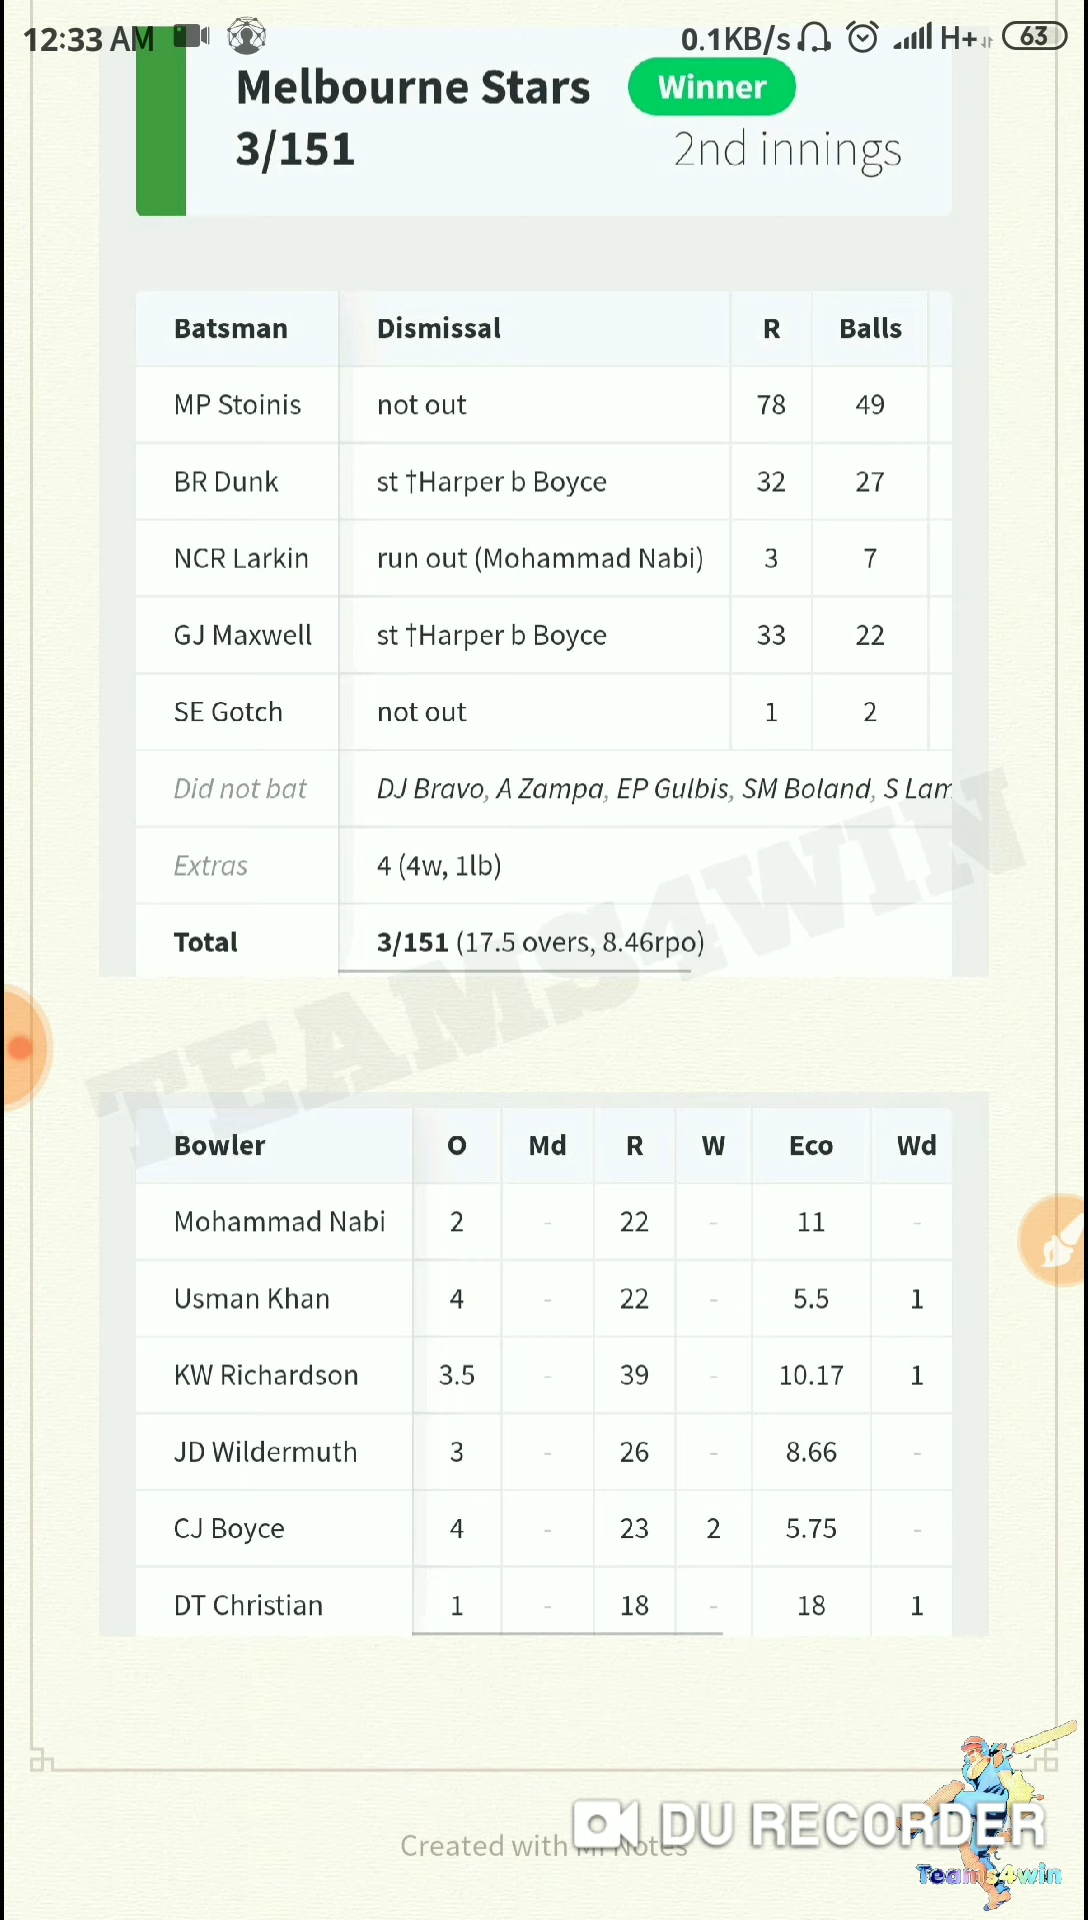 12:33 AM 0.1KB/s H+ 63
Melbourne Stars Winner
3/151 2nd innings
Batsman Dismissal R Balls
MP Stoinis not out 78 49
BR Dunk st †Harper b Boyce 32 27
NCR Larkin run out (Mohammad Nabi) 3 7
GJ Maxwell st †Harper b Boyce 33 22
SE Gotch not out 1 2
Did not bat DJ Bravo, A Zampa, EP Gulbis, SM Boland, S Lam
Extras 4 (4w, 1lb)
Total 3/151 (17.5 overs, 8.46rpo)
TEAMS4WIN
Bowler O Md R W Eco Wd
Mohammad Nabi 2 - 22 - 11 -
Usman Khan 4 - 22 - 5.5 1
KW Richardson 3.5 - 39 - 10.17 1
JD Wildermuth 3 - 26 - 8.66 -
CJ Boyce 4 - 23 2 5.75 -
DT Christian 1 - 18 - 18 1
DU RECORDER
Created with Mi Notes
Teams4win